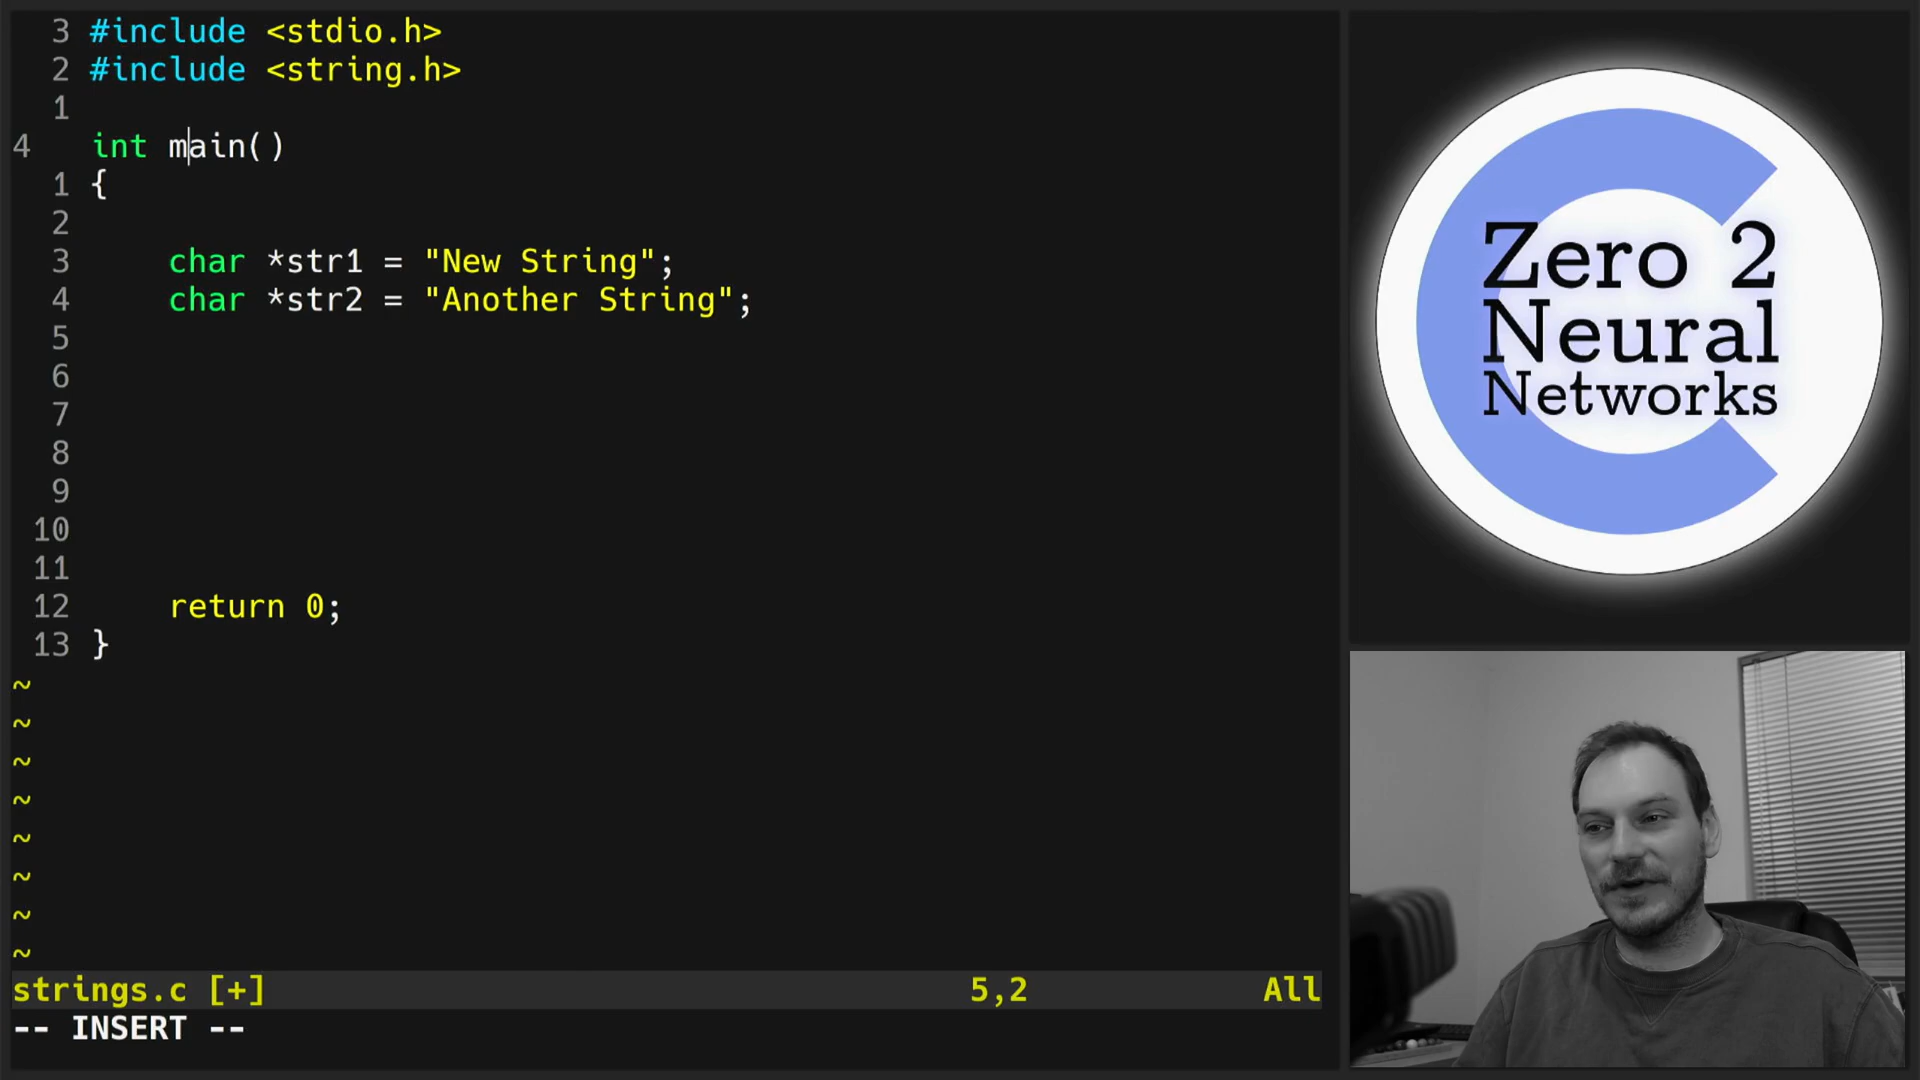 3 #include <stdio.h>
2 #include <string.h>
1
4 int main()
1 {
2
3 char *str1 = "New String";
4 char *str2 = "Another String";
5
6
7
8
9
10
11
12 return 0;
13 }
~
~
~
~
~
~
~
~
strings.c [+] 5,2 All
-- INSERT --
Zero 2
Neural
Networks